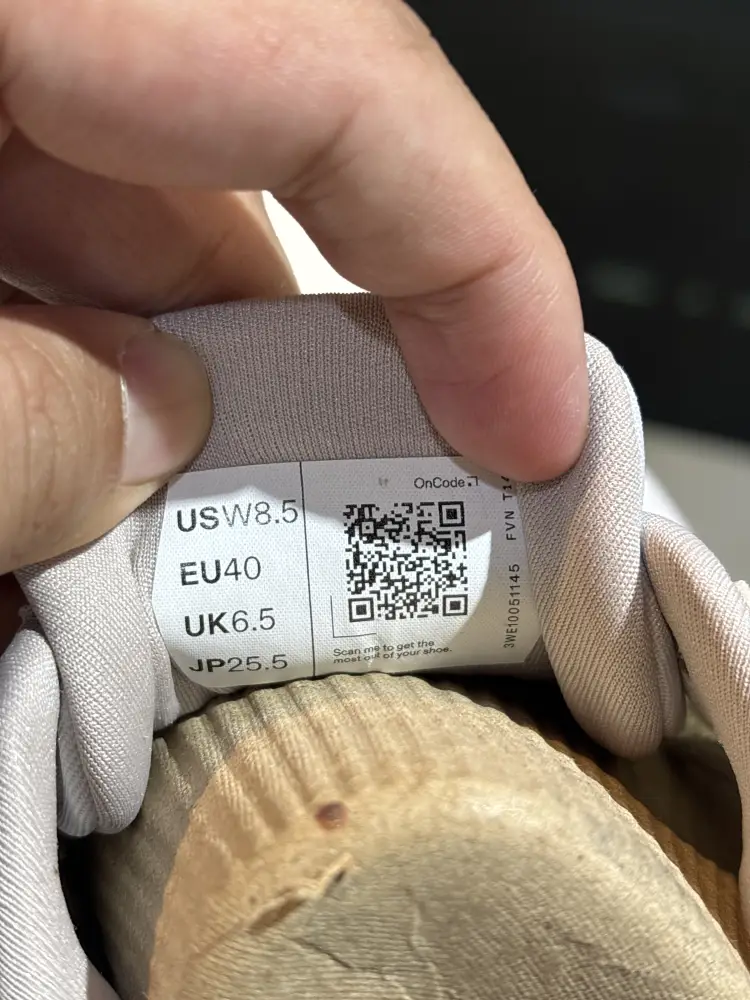 USW8.5
EU40
UK6.5
JP25.5
OnCode
Scan me to get the
most out of your shoe.
3WE10051145 FVN